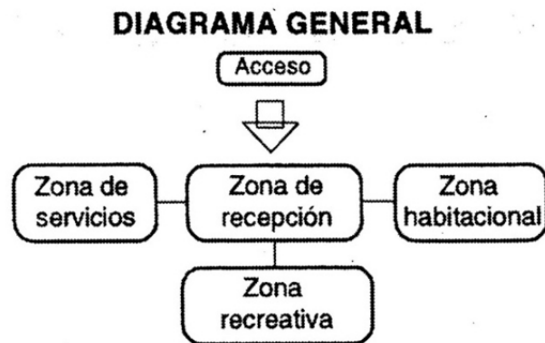 DIAGRAMA GENERAL
Acceso
Zona de
servicios
Zona de
recepción
Zona
habitacional
Zona
recreativa